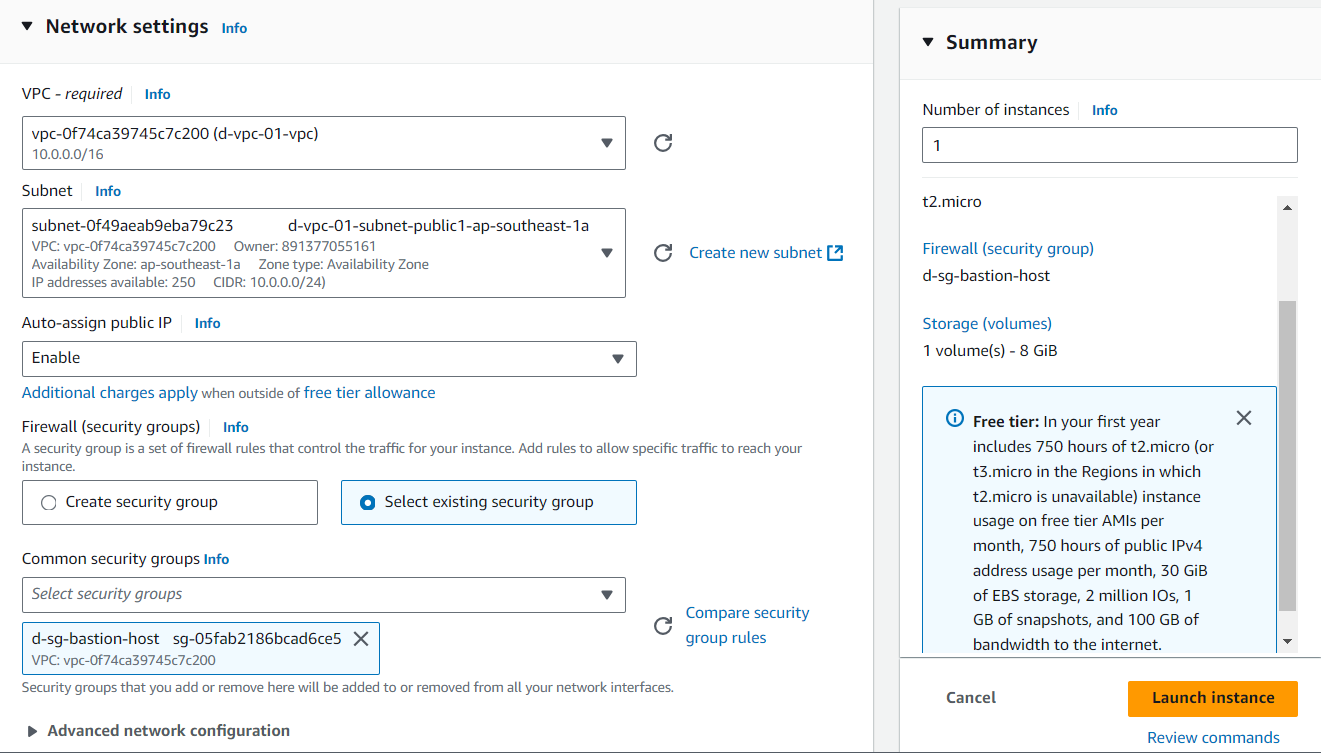 Network settings Info
VPC - required Info
vpc-0f74ca39745c7c200 (d-vpc-01-vpc)
10.0.0.0/16
Subnet Info
subnet-0f49aeab9eba79c23 d-vpc-01-subnet-public1-ap-southeast-1a
VPC: vpc-0f74ca39745c7c200 Owner: 891377055161
Availability Zone: ap-southeast-1a Zone type: Availability Zone
IP addresses available: 250 CIDR: 10.0.0.0/24)
Create new subnet
Auto-assign public IP Info
Enable
Additional charges apply when outside of free tier allowance
Firewall (security groups) Info
A security group is a set of firewall rules that control the traffic for your instance. Add rules to allow specific traffic to reach your
instance.
Create security group
Select existing security group
Common security groups Info
Select security groups
d-sg-bastion-host sg-05fab2186bcad6ce5
VPC: vpc-0f74ca39745c7c200
Compare security
group rules
Security groups that you add or remove here will be added to or removed from all your network interfaces.
Advanced network configuration
Summary
Number of instances Info
1
t2.micro
Firewall (security group)
d-sg-bastion-host
Storage (volumes)
1 volume(s) - 8 GiB
Free tier: In your first year
includes 750 hours of t2.micro (or
t3.micro in the Regions in which
t2.micro is unavailable) instance
usage on free tier AMIs per
month, 750 hours of public IPv4
address usage per month, 30 GiB
of EBS storage, 2 million IOs, 1
GB of snapshots, and 100 GB of
bandwidth to the internet.
Cancel
Launch instance
Review commands